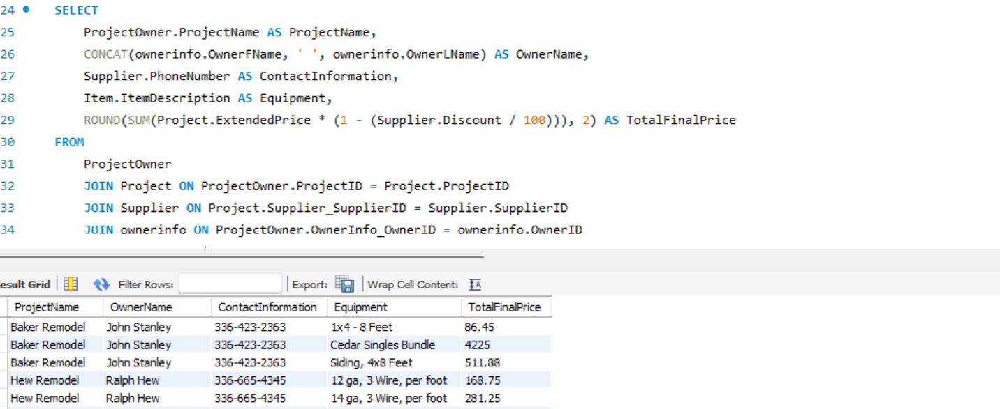 24 SELECT
25 ProjectOwner.ProjectName AS ProjectName,
26 CONCAT(ownerinfo.OwnerFName, ' ', ownerinfo.OwnerLName) AS OwnerName,
27 Supplier.PhoneNumber AS ContactInformation,
28 Item.ItemDescription AS Equipment,
29 ROUND(SUM(Project.ExtendedPrice * (1 - (Supplier.Discount / 100))), 2) AS TotalFinalPrice
30 FROM
31 ProjectOwner
32 JOIN Project ON ProjectOwner.ProjectID = Project.ProjectID
33 JOIN Supplier ON Project.Supplier_SupplierID = Supplier.SupplierID
34 JOIN ownerinfo ON ProjectOwner.OwnerInfo_OwnerID = ownerinfo.OwnerID
esult Grid Filter Rows: Export: Wrap Cell Content: IA
ProjectName OwnerName ContactInformation Equipment TotalFinalPrice
Baker Remodel John Stanley 336-423-2363 1x4 - 8 Feet 86.45
Baker Remodel John Stanley 336-423-2363 Cedar Singles Bundle 4225
Baker Remodel John Stanley 336-423-2363 Siding, 4x8 Feet 511.88
Hew Remodel Ralph Hew 336-665-4345 12 ga, 3 Wire, per foot 168.75
Hew Remodel Ralph Hew 336-665-4345 14 ga, 3 Wire, per foot 281.25